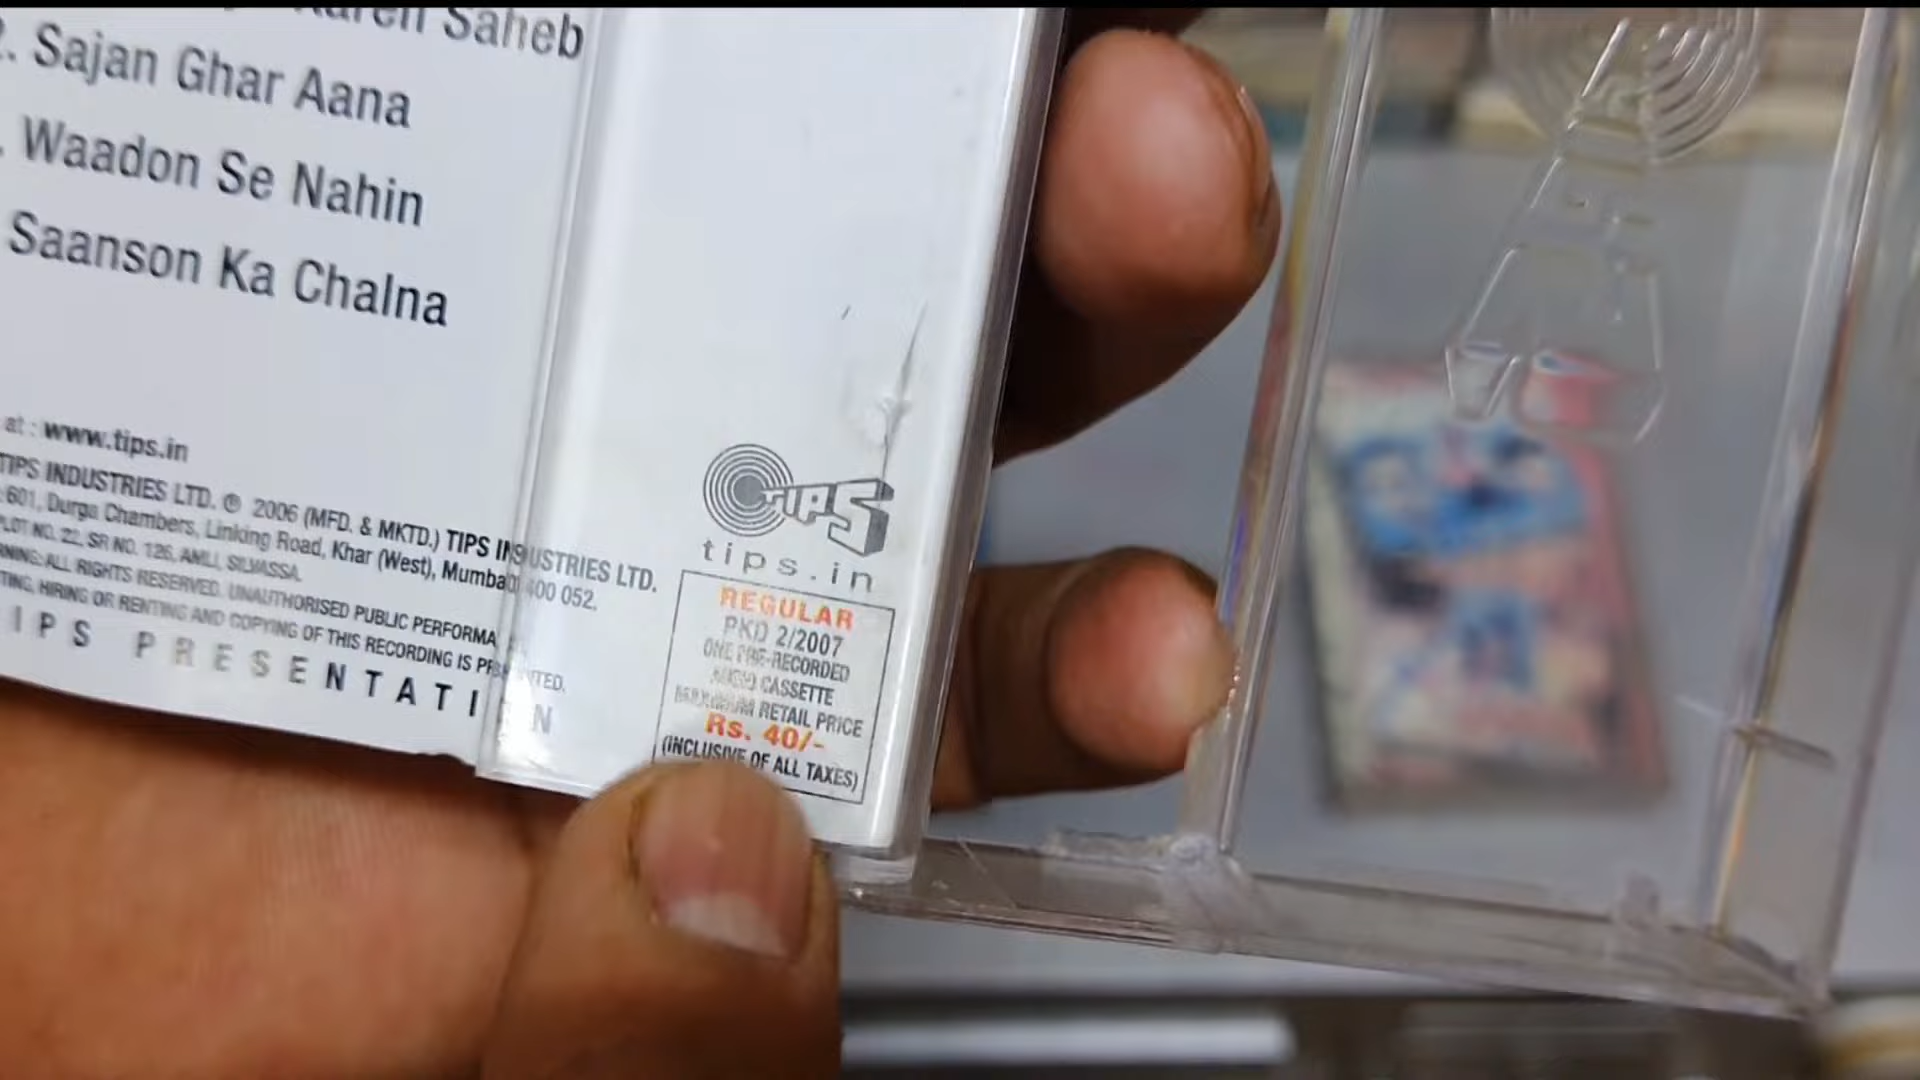 Karen Saheb
. Sajan Ghar Aana
. Waadon Se Nahin
Saanson Ka Chalna
at : www.tips.in
TIPS INDUSTRIES LTD. ℗ 2006 (MFD. & MKTD.) TIPS INDUSTRIES LTD.
601, Durga Chambers, Linking Road, Khar (West), Mumbai 400 052.
PLOT NO. 22, SR NO. 126, AMLI, SILVASSA
ALL RIGHTS RESERVED. UNAUTHORISED PUBLIC PERFORMA
HIRING OR RENTING AND COPYING OF THIS RECORDING IS PROHIBITED.
TIPS PRESENTATION
TIPS
tips.in
REGULAR
PKD 2/2007
ONE PRE-RECORDED
AUDIO CASSETTE
MAXIMUM RETAIL PRICE
Rs. 40/-
(INCLUSIVE OF ALL TAXES)